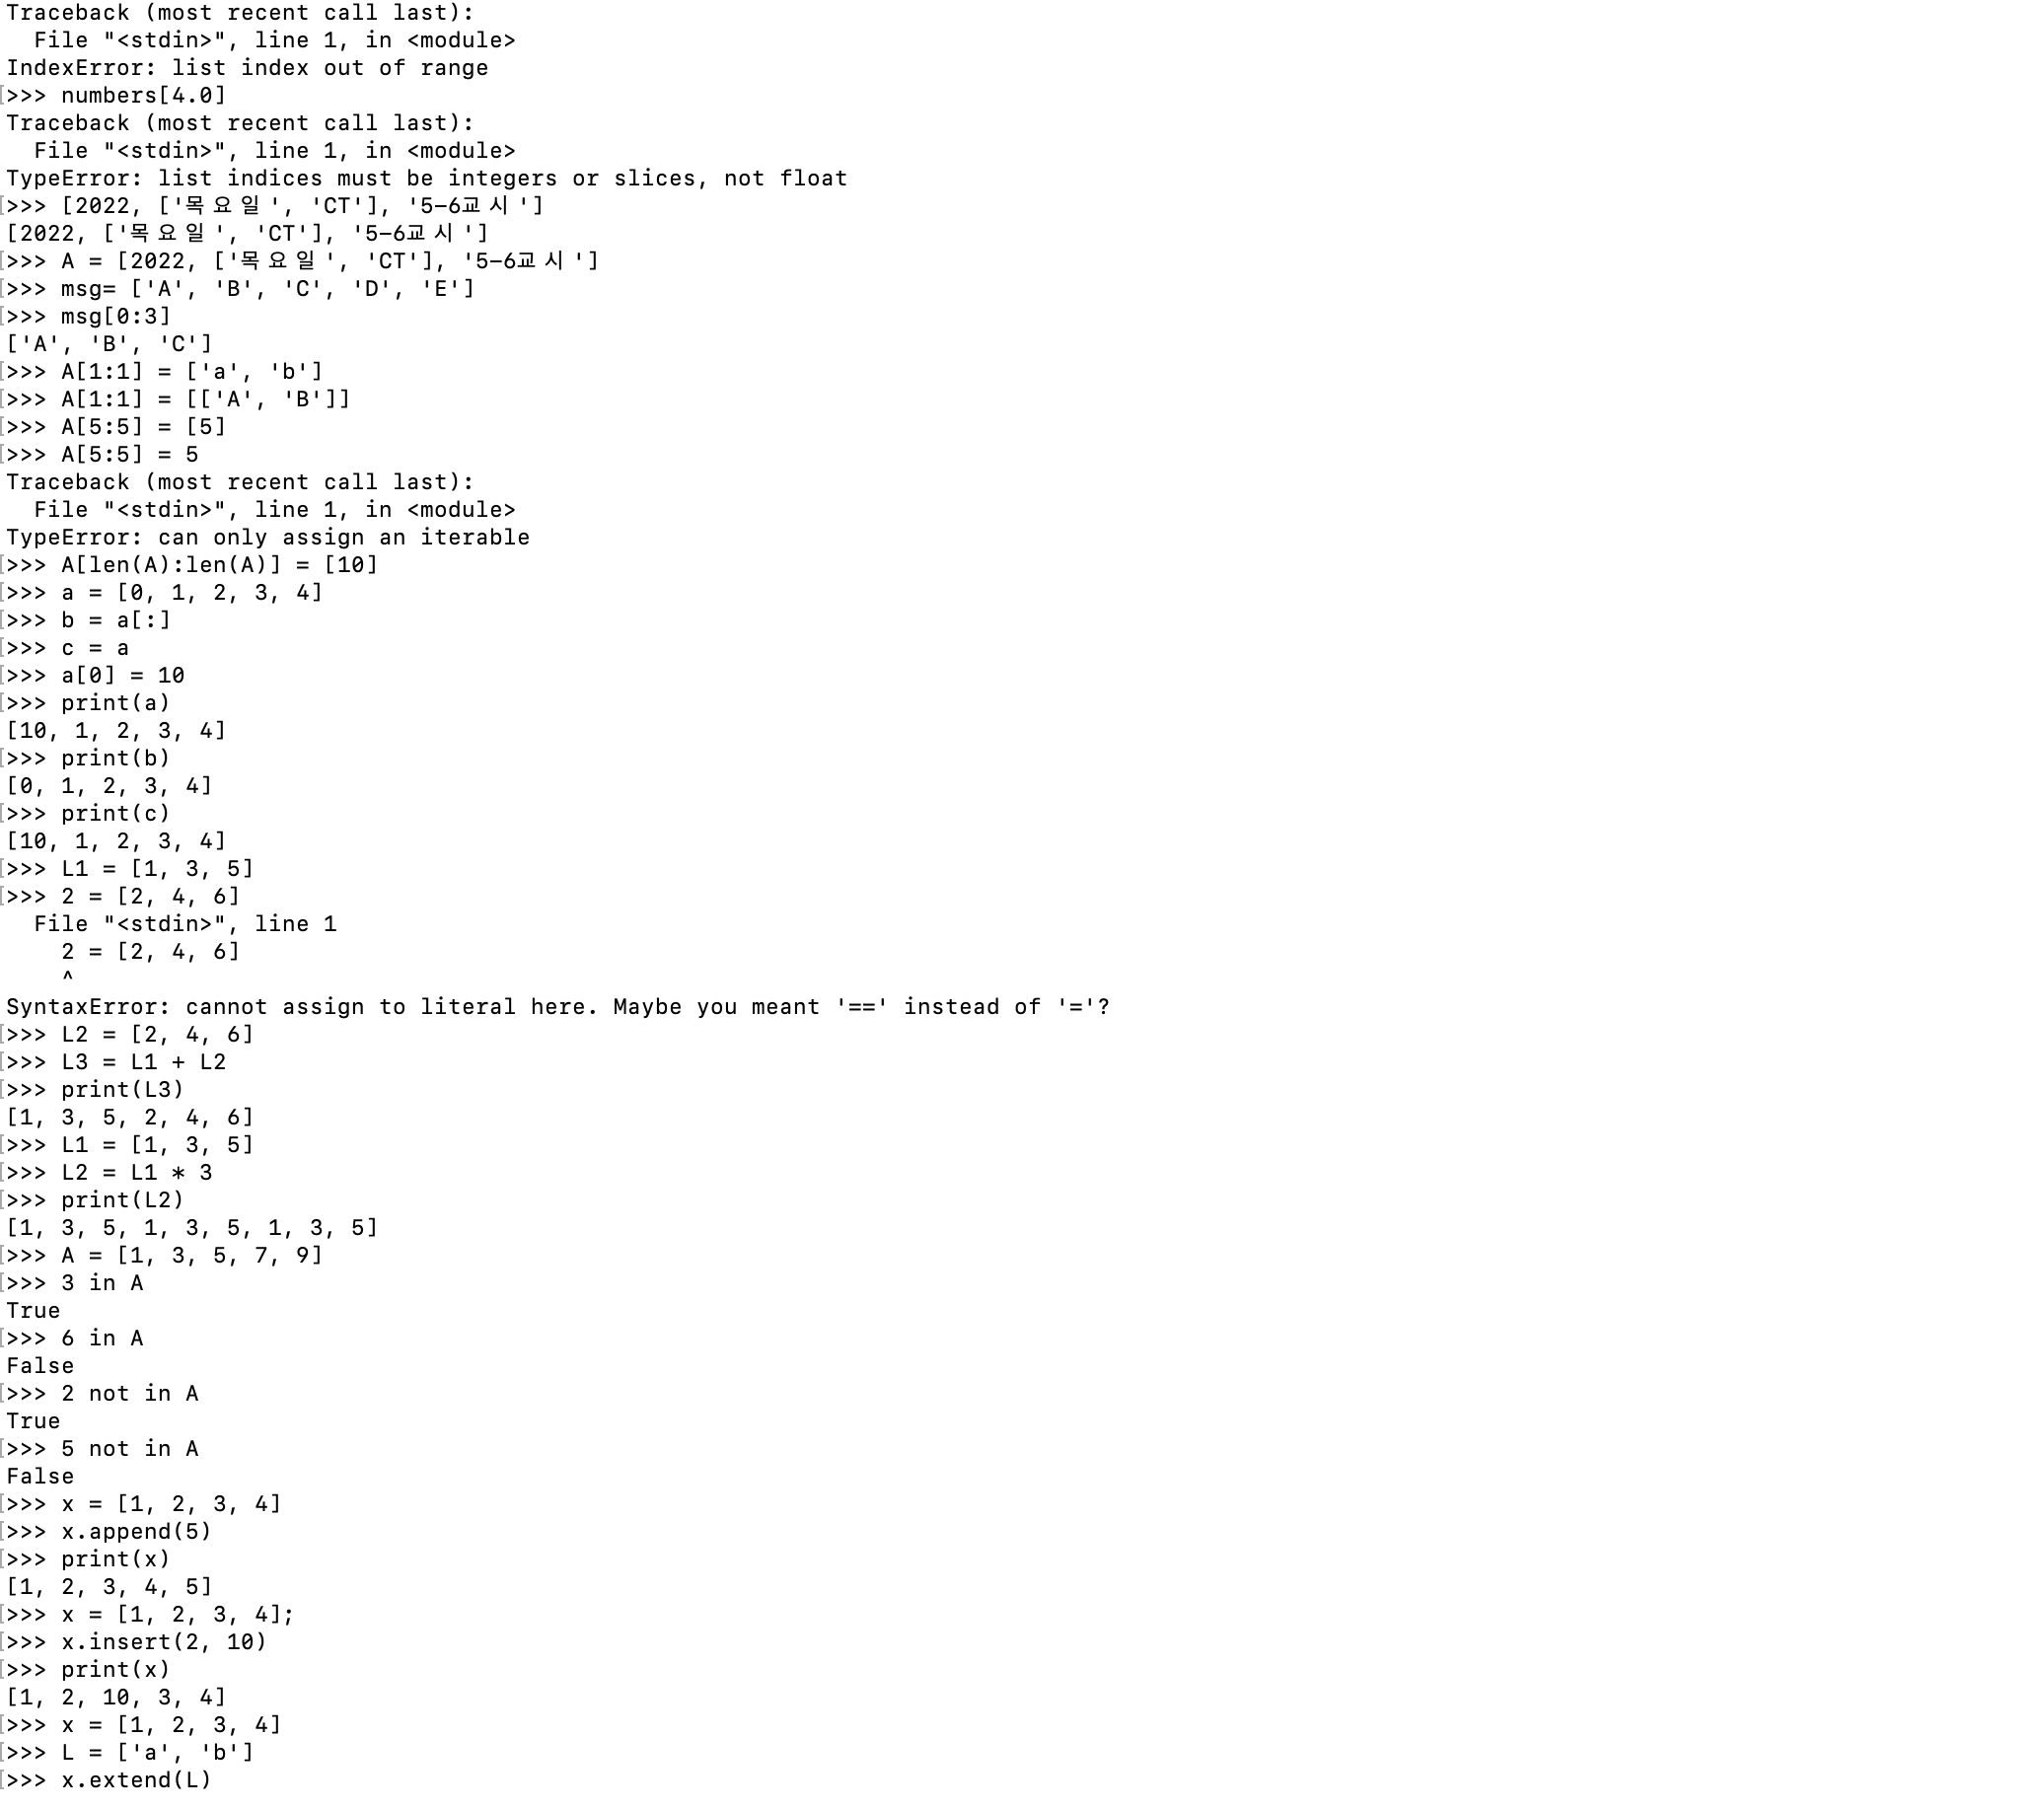 Traceback (most recent call last):
  File "<stdin>", line 1, in <module>
IndexError: list index out of range
>>> numbers[4.0]
Traceback (most recent call last):
  File "<stdin>", line 1, in <module>
TypeError: list indices must be integers or slices, not float
>>> [2022, ['목요일', 'CT'], '5-6교시']
[2022, ['목요일', 'CT'], '5-6교시']
>>> A = [2022, ['목요일', 'CT'], '5-6교시']
>>> msg= ['A', 'B', 'C', 'D', 'E']
>>> msg[0:3]
['A', 'B', 'C']
>>> A[1:1] = ['a', 'b']
>>> A[1:1] = [['A', 'B']]
>>> A[5:5] = [5]
>>> A[5:5] = 5
Traceback (most recent call last):
  File "<stdin>", line 1, in <module>
TypeError: can only assign an iterable
>>> A[len(A):len(A)] = [10]
>>> a = [0, 1, 2, 3, 4]
>>> b = a[:]
>>> c = a
>>> a[0] = 10
>>> print(a)
[10, 1, 2, 3, 4]
>>> print(b)
[0, 1, 2, 3, 4]
>>> print(c)
[10, 1, 2, 3, 4]
>>> L1 = [1, 3, 5]
>>> 2 = [2, 4, 6]
  File "<stdin>", line 1
    2 = [2, 4, 6]
    ^
SyntaxError: cannot assign to literal here. Maybe you meant '==' instead of '='?
>>> L2 = [2, 4, 6]
>>> L3 = L1 + L2
>>> print(L3)
[1, 3, 5, 2, 4, 6]
>>> L1 = [1, 3, 5]
>>> L2 = L1 * 3
>>> print(L2)
[1, 3, 5, 1, 3, 5, 1, 3, 5]
>>> A = [1, 3, 5, 7, 9]
>>> 3 in A
True
>>> 6 in A
False
>>> 2 not in A
True
>>> 5 not in A
False
>>> x = [1, 2, 3, 4]
>>> x.append(5)
>>> print(x)
[1, 2, 3, 4, 5]
>>> x = [1, 2, 3, 4];
>>> x.insert(2, 10)
>>> print(x)
[1, 2, 10, 3, 4]
>>> x = [1, 2, 3, 4]
>>> L = ['a', 'b']
>>> x.extend(L)